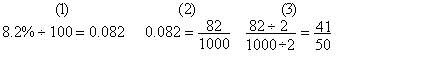 (1) (2) (3)
8.2% ÷ 100 = 0.082 0.082 = 82/1000 82 ÷ 2/1000 ÷ 2 = 41/50